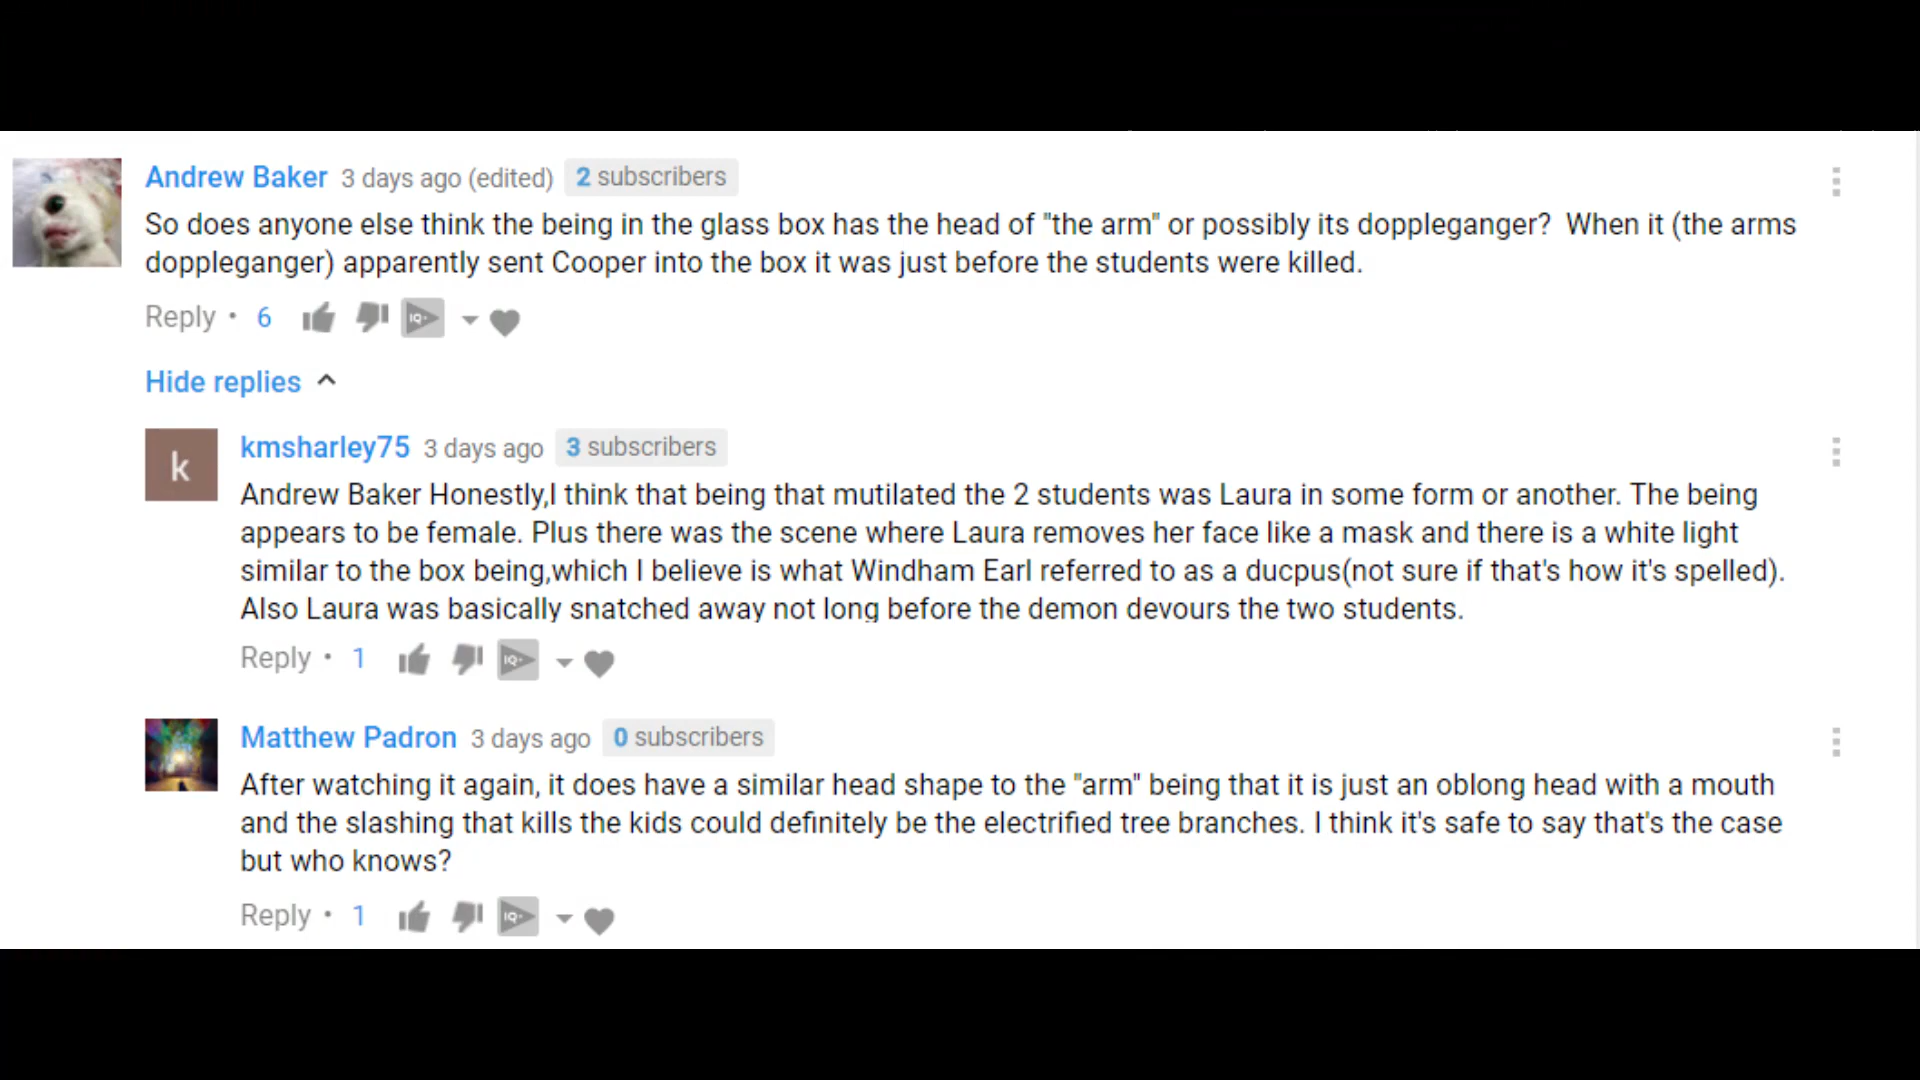 Andrew Baker 3 days ago (edited) 2 subscribers
So does anyone else think the being in the glass box has the head of "the arm" or possibly its doppleganger?  When it (the arms
doppleganger) apparently sent Cooper into the box it was just before the students were killed.
Reply • 6 IQ+
Hide replies
k
kmsharley75 3 days ago 3 subscribers
Andrew Baker Honestly,I think that being that mutilated the 2 students was Laura in some form or another. The being
appears to be female. Plus there was the scene where Laura removes her face like a mask and there is a white light
similar to the box being,which I believe is what Windham Earl referred to as a ducpus(not sure if that's how it's spelled).
Also Laura was basically snatched away not long before the demon devours the two students.
Reply • 1 IQ+
Matthew Padron 3 days ago 0 subscribers
After watching it again, it does have a similar head shape to the "arm" being that it is just an oblong head with a mouth
and the slashing that kills the kids could definitely be the electrified tree branches. I think it's safe to say that's the case
but who knows?
Reply • 1 IQ+